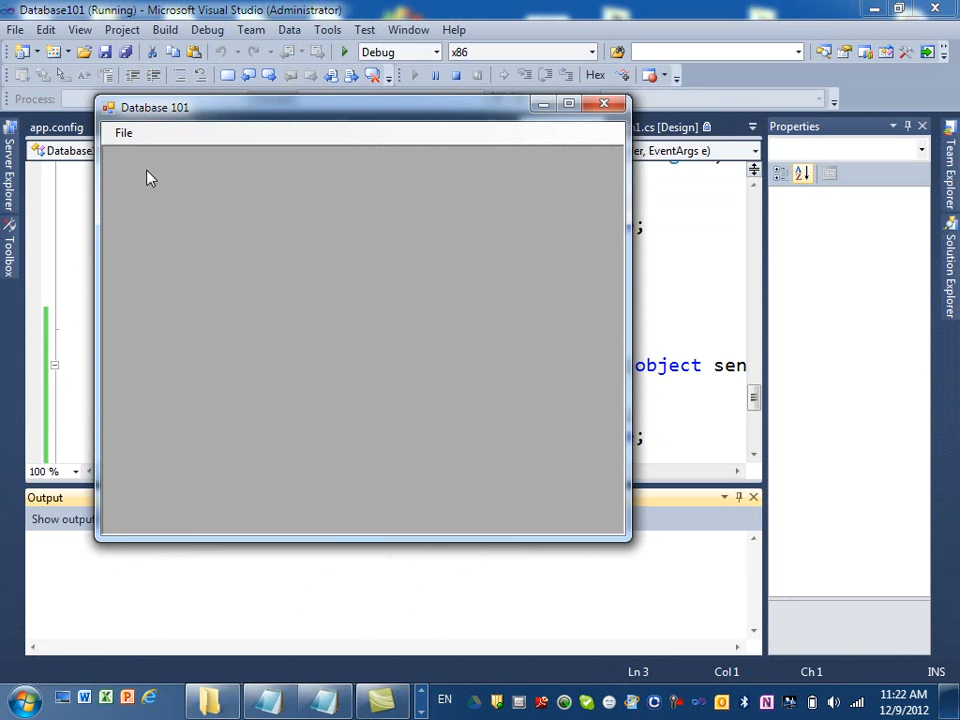 Database101 (Running) - Microsoft Visual Studio (Administrator)
File Edit View Project Build Debug Team Data Tools Architecture Test Window Help
Debug x86
Hex
Process:
Database 101
File
app.config
n1.cs [Design]
Properties
Database
er, EventArgs e)
;
object sen
;
100 %
Output
Show outpu
Ln 3 Col 1 Ch 1 INS
Server Explorer
Toolbox
Team Explorer
Solution Explorer
EN
11:22 AM
12/9/2012